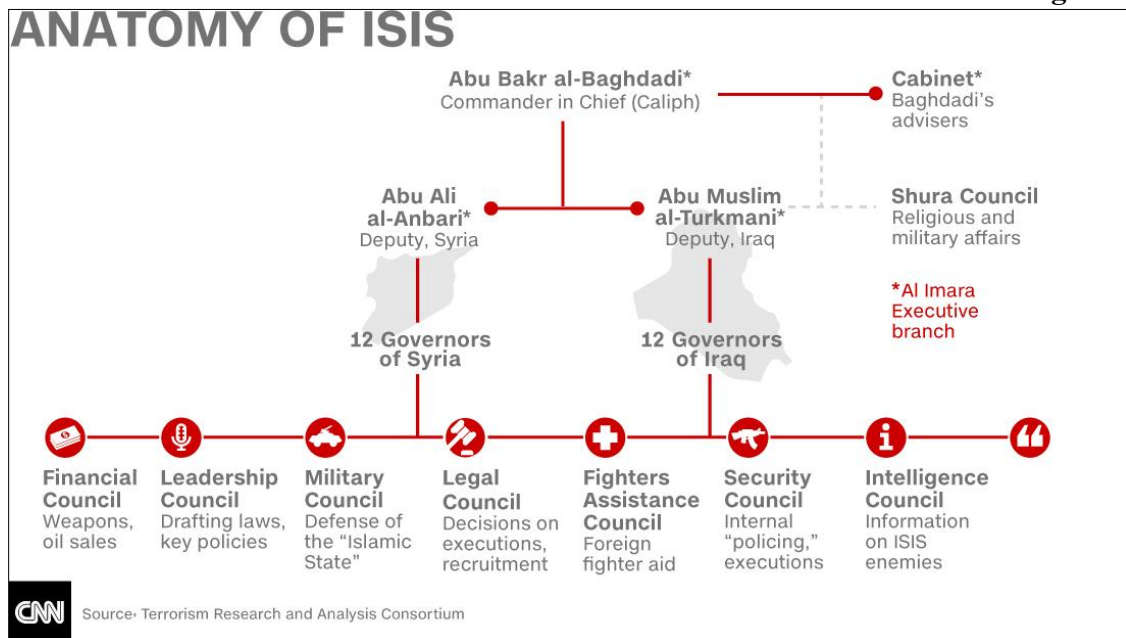 ANATOMY OF ISIS
Abu Bakr al-Baghdadi*
Commander in Chief (Caliph)
Cabinet*
Baghdadi's
advisers
Abu Ali
al-Anbari*
Deputy, Syria
Abu Muslim
al-Turkmani*
Deputy, Iraq
Shura Council
Religious and
military affairs
*Al Imara
Executive
branch
12 Governors
of Syria
12 Governors
of Iraq
Financial
Council
Weapons,
oil sales
Leadership
Council
Drafting laws,
key policies
Military
Council
Defense of
the “Islamic
State”
Legal
Council
Decisions on
executions,
recruitment
Fighters
Assistance
Council
Foreign
fighter aid
Security
Council
Internal
“policing,”
executions
Intelligence
Council
Information
on ISIS
enemies
CNN
Source: Terrorism Research and Analysis Consortium